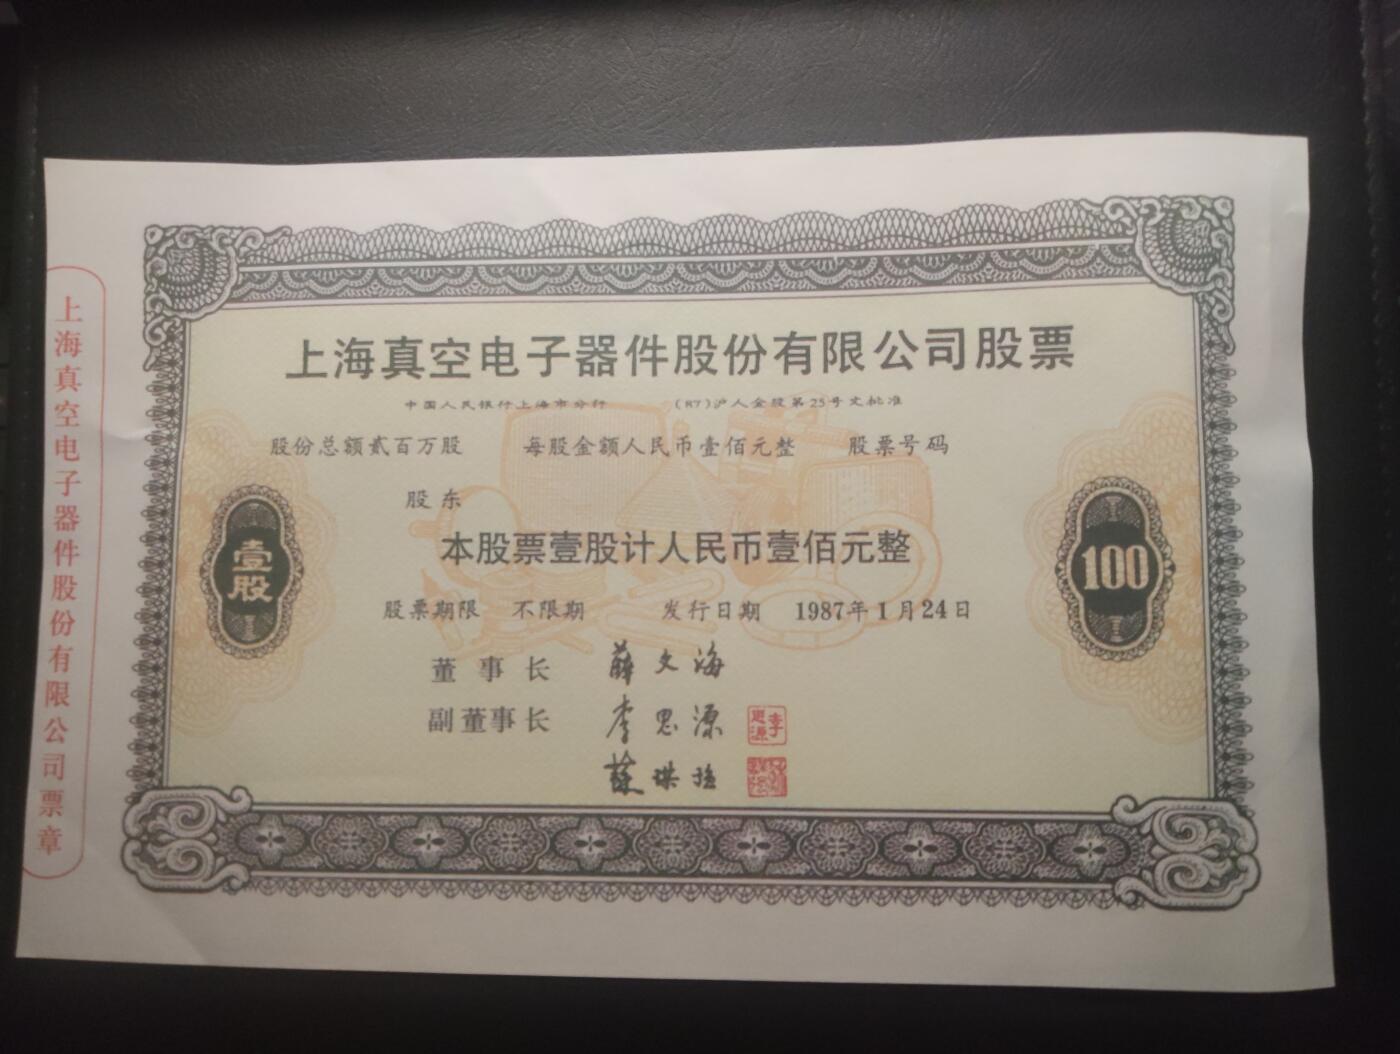 上海真空电子器件股份有限公司股票
中国人民银行上海市分行 (87)沪人金股第25号文批准
股份总额贰百万股 每股金额人民币壹佰元整 股票号码
股东
本股票壹股计人民币壹佰元整
壹股
100
股票期限 不限期 发行日期 1987年1月24日
董事长 薛文海
副董事长 李思源
李思源
上海真空电子器件股份有限公司票章